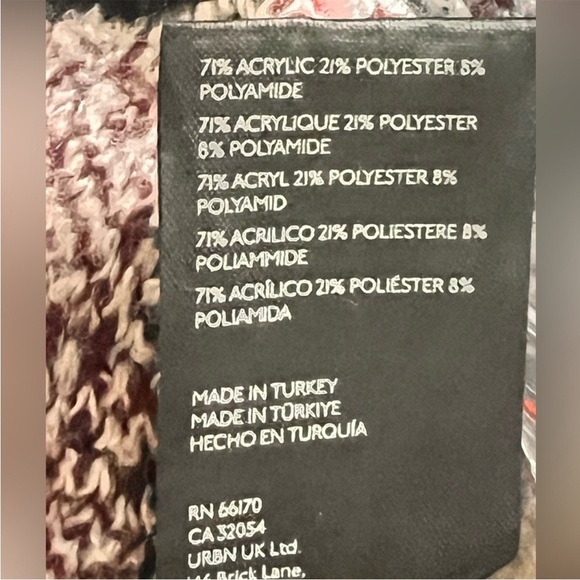 71% ACRYLIC 21% POLYESTER 8%
POLYAMIDE
71% ACRYLIQUE 21% POLYESTER
8% POLYAMIDE
71% ACRYL 21% POLYESTER 8%
POLYAMID
71% ACRILICO 21% POLIESTERE 8%
POLIAMMIDE
71% ACRÍLICO 21% POLIÉSTER 8%
POLIAMIDA
MADE IN TURKEY
MADE IN TÜRKIYE
HECHO EN TURQUÍA
RN 66170
CA 32054
URBN UK Ltd.
Brick Lane,